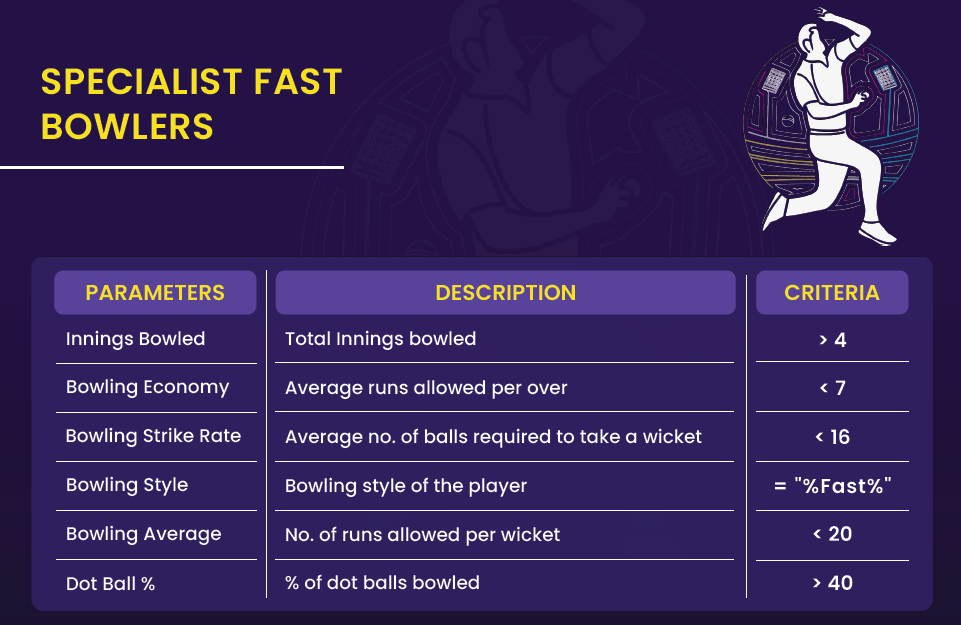 SPECIALIST FAST
BOWLERS
PARAMETERS DESCRIPTION CRITERIA
Innings Bowled Total Innings bowled > 4
Bowling Economy Average runs allowed per over < 7
Bowling Strike Rate Average no. of balls required to take a wicket < 16
Bowling Style Bowling style of the player = "%Fast%"
Bowling Average No. of runs allowed per wicket < 20
Dot Ball % % of dot balls bowled > 40